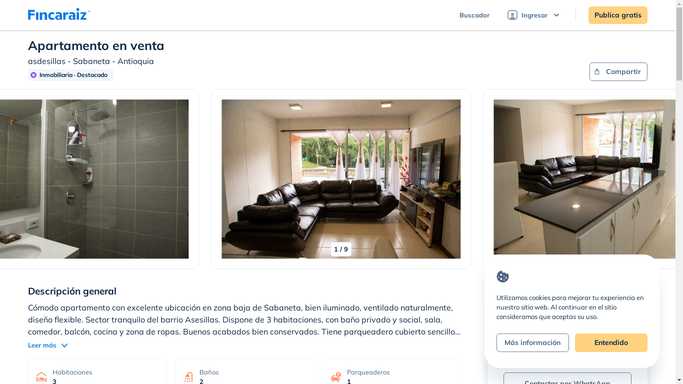 Fincaraiz
Buscador
Ingresar
Publica gratis
Apartamento en venta
asdesillas - Sabaneta - Antioquia
Inmobiliaria · Destacado
Compartir
1 / 9
Descripción general
Cómodo apartamento con excelente ubicación en zona baja de Sabaneta, bien iluminado, ventilado naturalmente,
diseño flexible. Sector tranquilo del barrio Asesillas. Dispone de 3 habitaciones, con baño privado y social, sala,
comedor, balcón, cocina y zona de ropas. Buenos acabados bien conservados. Tiene parqueadero cubierto sencillo...
Leer más
Habitaciones
3
Baños
2
Parqueaderos
1
Utilizamos cookies para mejorar tu experiencia en
nuestro sitio web. Al continuar en el sitio
consideramos que aceptas su uso.
Más información
Entendido
Contactar por WhatsApp